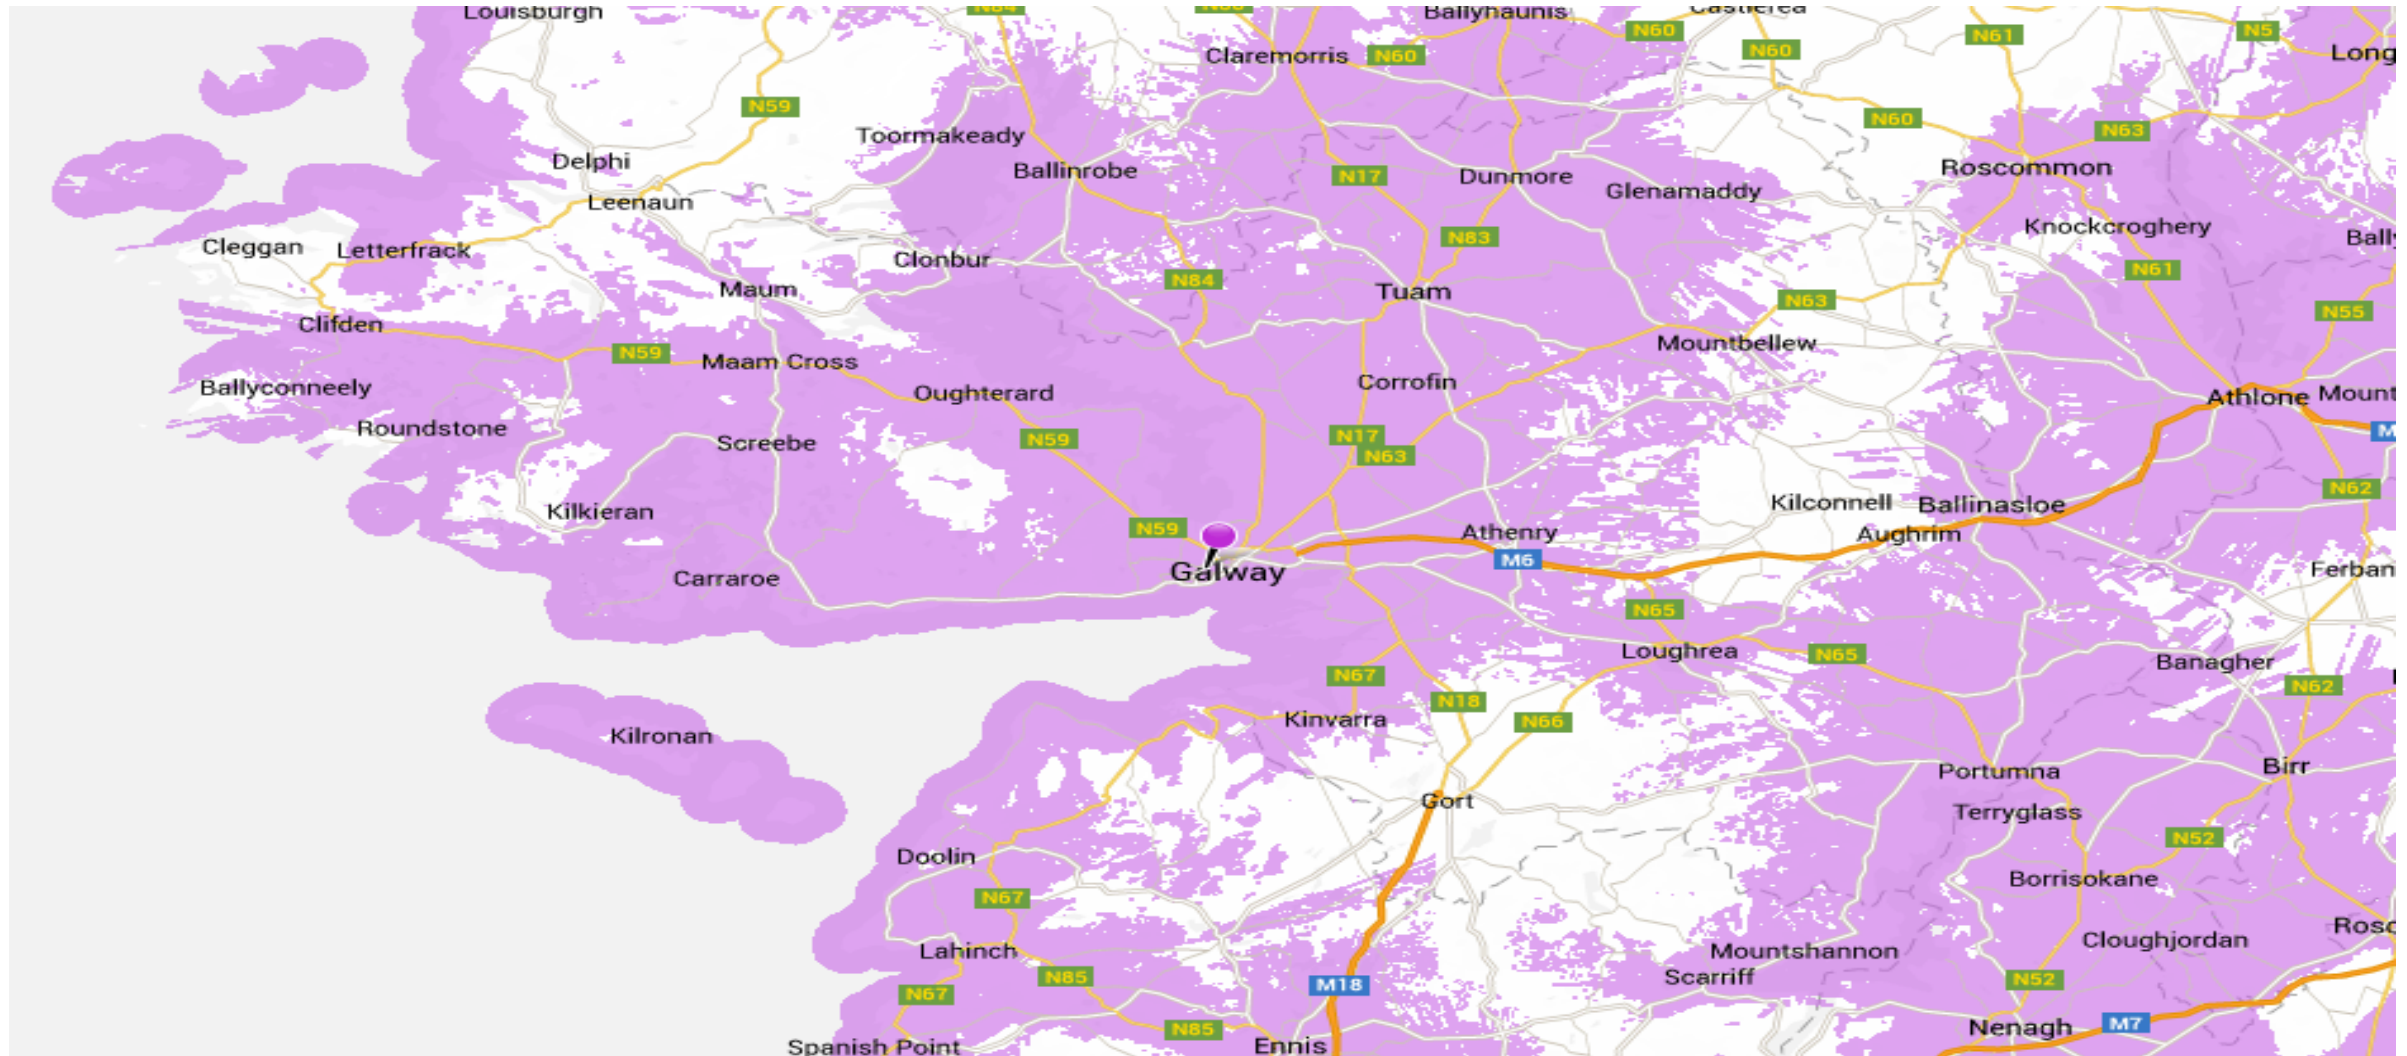 Louisburgh
N84
Ballyhaunis
Castlerea
N60
N61
N5
Claremorris
N60
N60
N59
Toormakeady
N60
N63
Delphi
Ballinrobe
N17
Dunmore
Glenamaddy
Roscommon
Leenaun
Knockcroghery
Cleggan
Letterfrack
Clonbur
N83
N84
N61
Maum
Tuam
N63
N55
Clifden
N59
Maam Cross
Mountbellew
Corrofin
Ballyconneely
Oughterard
Athlone
Mount
Roundstone
Screebe
N59
N17
N63
N62
Kilkieran
Kilconnell
Ballinasloe
N59
Athenry
Aughrim
M6
Galway
Carraroe
Ferban
N65
Loughrea
N65
Banagher
N67
N18
N62
Kilronan
Kinvarra
N66
Portumna
Birr
Gort
Terryglass
N52
Doolin
Borrisokane
N67
Lahinch
Mountshannon
Cloughjordan
Scarriff
N85
M18
N67
N52
N85
Nenagh
M7
Spanish Point
Ennis